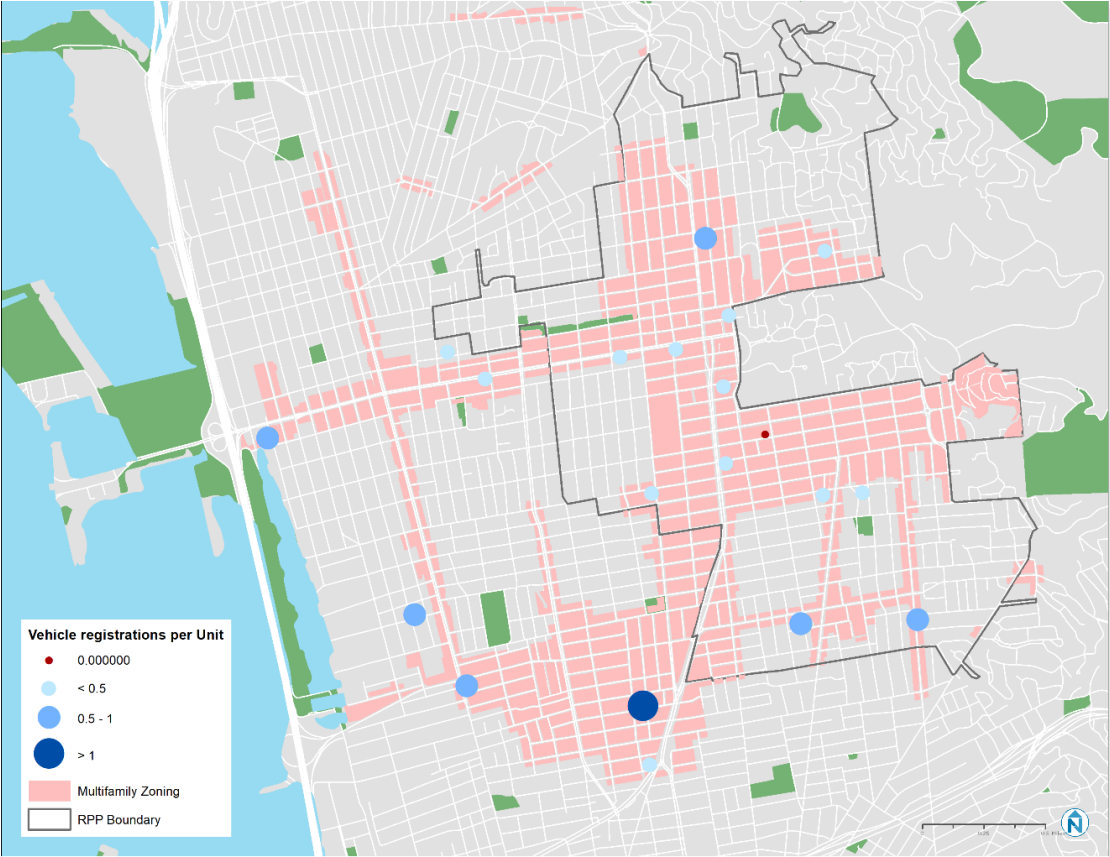 Vehicle registrations per Unit
0.000000
< 0.5
0.5 - 1
> 1
Multifamily Zoning
RPP Boundary
N